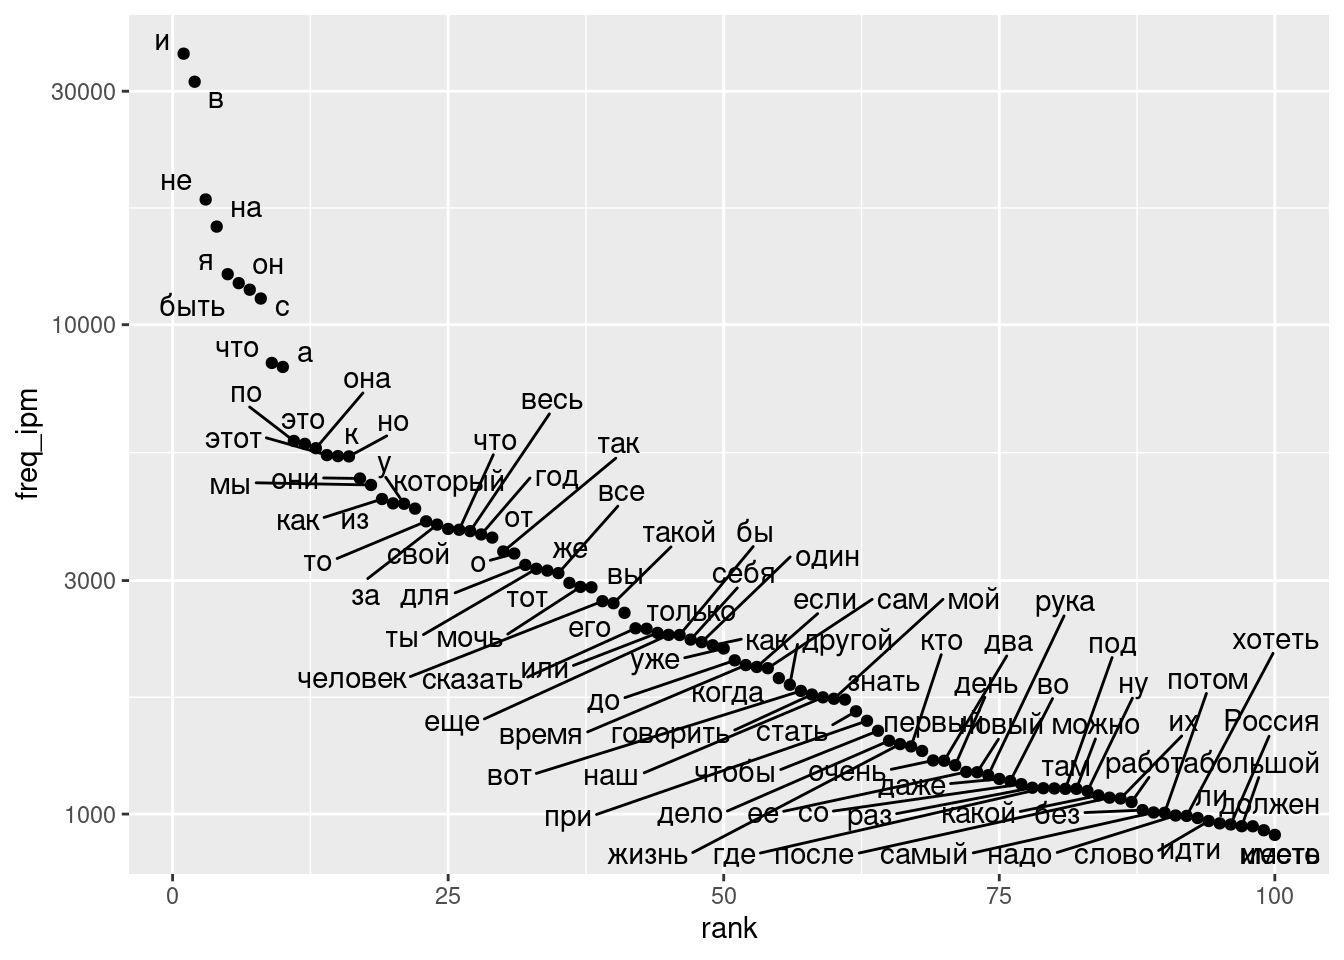 и
30000
в
не
на
я
он
быть
с
10000
что
а
она
по
весь
это
но
этот
к
что
так
freq_ipm
у
они
который
год
мы
все
как
из
от
такой
бы
то
свой
о
же
один
3000
вы
себя
за
для
тот
если
сам
мой
рука
ты
мочь
его
только
как
другой
кто
два
под
хотеть
человек
сказать
или
уже
знать
день
во
ну
потом
до
когда
еще
первый
новый
можно
их
Россия
время
говорить
стать
вот
наш
чтобы
очень
там
работа
большой
даже
1000
при
дело
ее
со
раз
какой
без
ли
должен
жизнь
где
после
самый
надо
слово
идти
0
25
50
75
100
rank